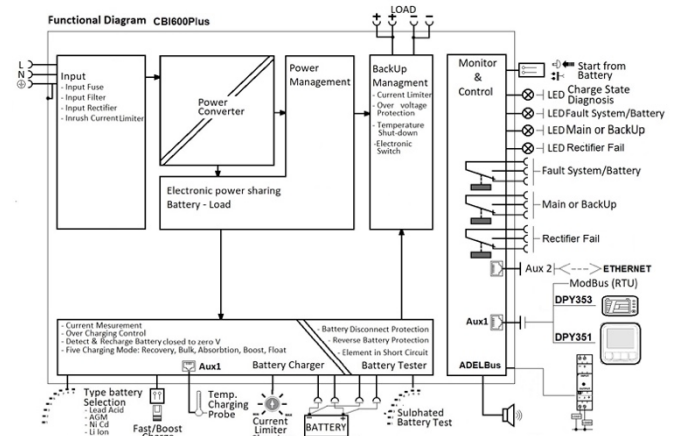 Functional Diagram CBI600Plus
LOAD
+ + - -
L
N
Input
- Input Fuse
- Input Filter
- Input Rectifier
- Inrush CurrentLimiter
Power
Converter
Power
Management
Electronic power sharing
Battery - Load
BackUp
Managment
- Current Limiter
- Over voltage
Protection
- Temperature
Shut-down
-Electronic
Switch
Monitor
&
Control
Start from
Battery
LED Charge State
Diagnosis
LED Fault System/Battery
LED Main or BackUp
LED Rectifier Fail
Fault System/Battery
Main or BackUp
Rectifier Fail
Aux 2
ETHERNET
ModBus (RTU)
DPY353
Aux1
DPY351
ADELBus
- Current Mesurement
- Over Charging Control
- Detect & Recharge Battery closed to zero V
- Five Charging Mode: Recovery, Bulk, Absorbtion, Boost, Float
Aux1
Battery Charger
- Battery Disconnect Protection
- Reverse Battery Protection
- Element in Short Circuit
Battery Tester
Type battery
Selection
- Lead Acid
- AGM
- Ni Cd
- Li Ion
Fast/Boost
Temp.
Charging
Probe
Current
Limiter
BATTERY
Sulphated
Battery Test